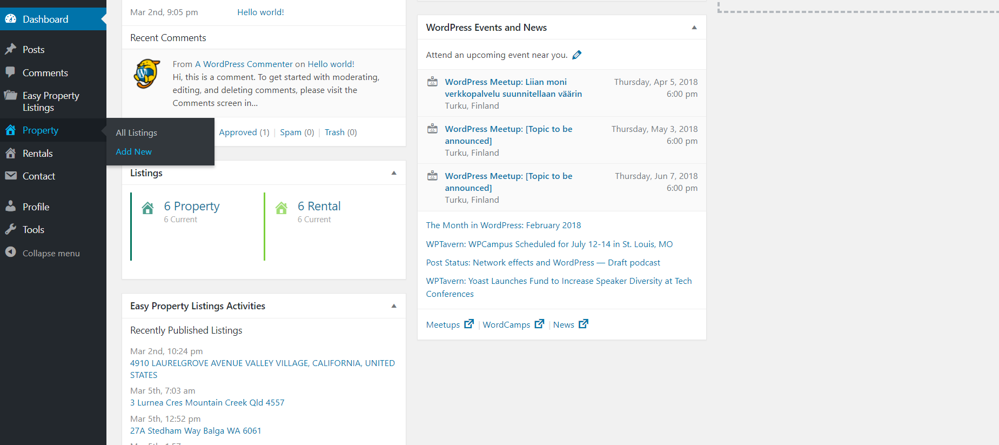 Dashboard
Posts
Comments
Easy Property
Listings
Property
All Listings
Add New
Rentals
Contact
Profile
Tools
Collapse menu
Mar 2nd, 9:05 pm Hello world!
Recent Comments
From A WordPress Commenter on Hello world!
Hi, this is a comment. To get started with moderating,
editing, and deleting comments, please visit the
Comments screen in…
Approved (1) | Spam (0) | Trash (0)
Listings
6 Property
6 Current
6 Rental
6 Current
Easy Property Listings Activities
Recently Published Listings
Mar 2nd, 10:24 pm
4910 LAURELGROVE AVENUE VALLEY VILLAGE, CALIFORNIA, UNITED
STATES
Mar 5th, 7:03 am
3 Lurnea Cres Mountain Creek Qld 4557
Mar 5th, 12:52 pm
27A Stedham Way Balga WA 6061
WordPress Events and News
Attend an upcoming event near you.
WordPress Meetup: Liian moni
verkkopalvelu suunnitellaan väärin
Turku, Finland
Thursday, Apr 5, 2018
6:00 pm
WordPress Meetup: [Topic to be
announced]
Turku, Finland
Thursday, May 3, 2018
6:00 pm
WordPress Meetup: [Topic to be
announced]
Turku, Finland
Thursday, Jun 7, 2018
6:00 pm
The Month in WordPress: February 2018
WPTavern: WPCampus Scheduled for July 12-14 in St. Louis, MO
Post Status: Network effects and WordPress — Draft podcast
WPTavern: Yoast Launches Fund to Increase Speaker Diversity at Tech
Conferences
Meetups | WordCamps | News